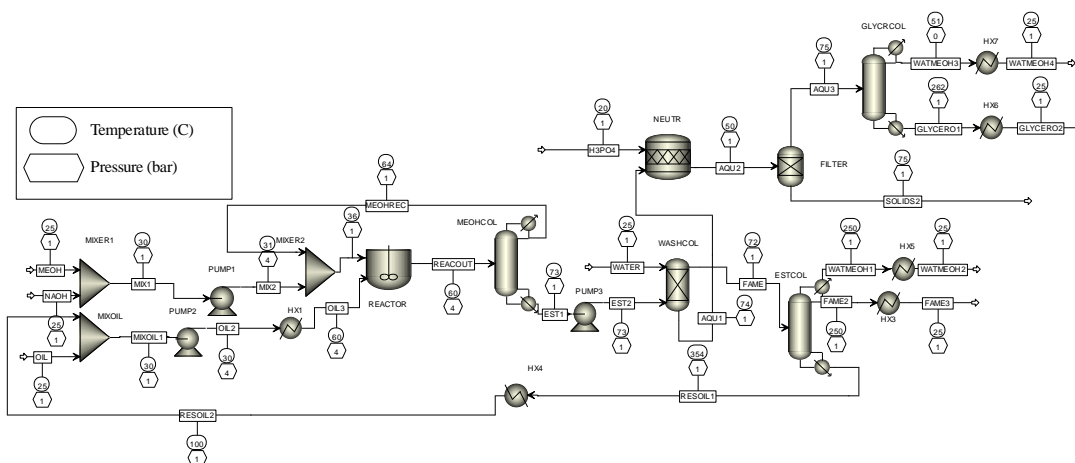 GLYCRCOL
51
0
WATMEOH3
HX7
25
1
WATMEOH4
75
1
AQU3
262
1
GLYCERO1
HX6
25
1
GLYCERO2
Temperature (C)
Pressure (bar)
20
1
H3PO4
NEUTR
50
1
AQU2
FILTER
75
1
SOLIDS2
64
1
MEOHREC
MEOHCOL
25
1
MEOH
MIXER1
30
1
MIX1
PUMP1
31
4
MIX2
MIXER2
36
1
REACTOR
REACOUT
60
4
25
1
WATER
WASHCOL
72
1
FAME
ESTCOL
250
1
WATMEOH1
HX5
25
1
WATMEOH2
NAOH
25
1
MIXOIL
PUMP2
OIL2
30
4
HX1
OIL3
60
4
73
1
EST1
PUMP3
EST2
73
1
AQU1
74
1
FAME2
250
1
HX3
FAME3
25
1
OIL
25
1
MIXOIL1
30
1
HX4
354
1
RESOIL1
RESOIL2
100
1